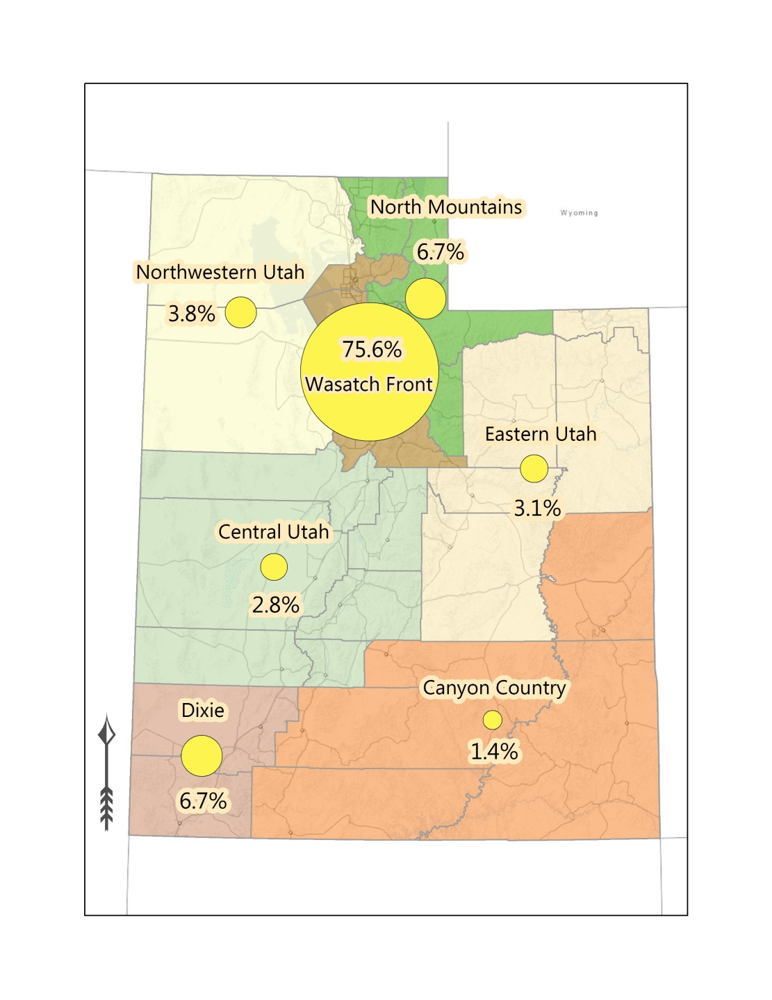 North Mountains
Wyoming
6.7%
Northwestern Utah
3.8%
75.6%
Wasatch Front
Eastern Utah
3.1%
Central Utah
2.8%
Canyon Country
Dixie
1.4%
6.7%